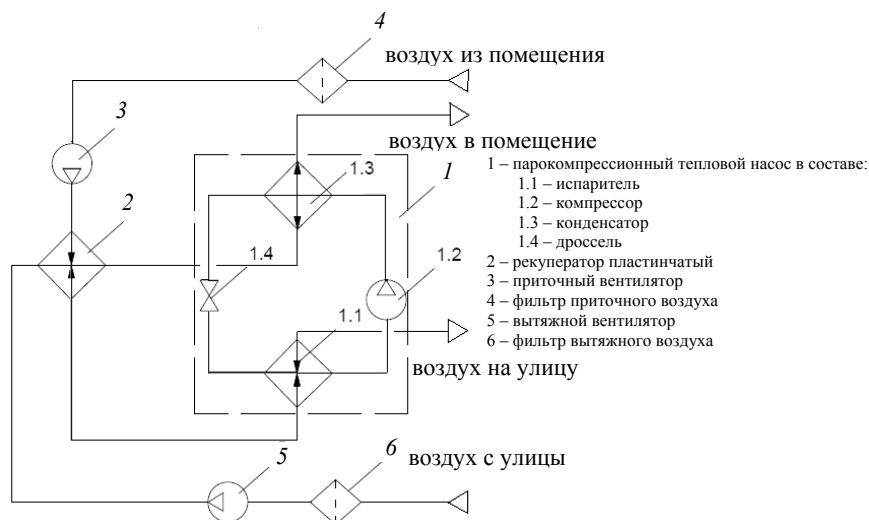 4
воздух из помещения
3
воздух в помещение
1
1.3
2
1.4
1.2
1.1
воздух на улицу
5
6
воздух с улицы
1 – парокомпрессионный тепловой насос в составе:
1.1 – испаритель
1.2 – компрессор
1.3 – конденсатор
1.4 – дроссель
2 – рекуператор пластинчатый
3 – приточный вентилятор
4 – фильтр приточного воздуха
5 – вытяжной вентилятор
6 – фильтр вытяжного воздуха